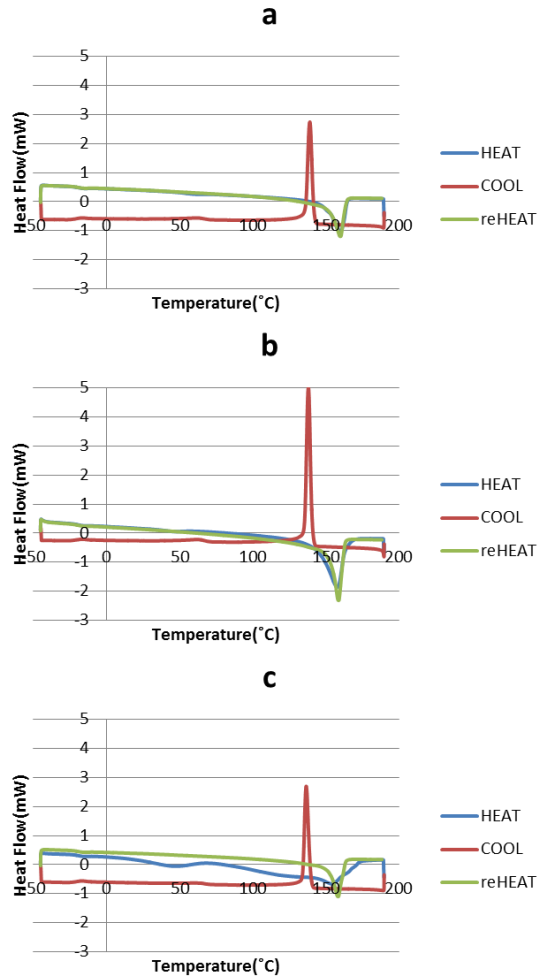 a
5
4
3
2
1
0
-1
-2
-3
-50 0 50 100 150 200
Heat Flow(mW)
Temperature(˚C)
HEAT
COOL
reHEAT
b
5
4
3
2
1
0
-1
-2
-3
-50 0 50 100 150 200
Heat Flow(mW)
Temperature(˚C)
HEAT
COOL
reHEAT
c
5
4
3
2
1
0
-1
-2
-3
-50 0 50 100 150 200
Heat Flow(mW)
Temperature(˚C)
HEAT
COOL
reHEAT